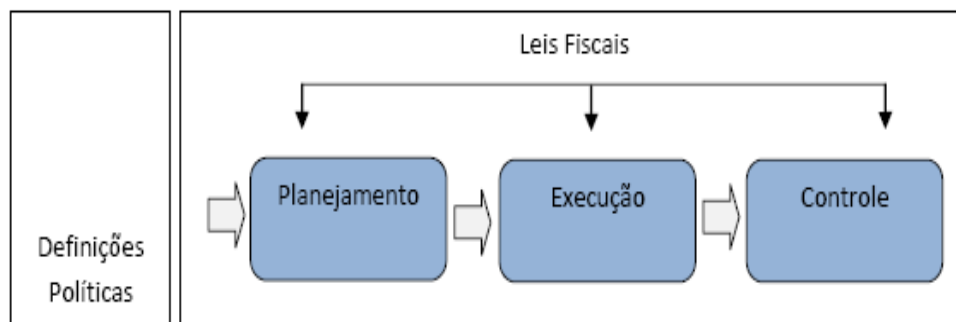 Leis Fiscais
Planejamento
Execução
Controle
Definições
Políticas